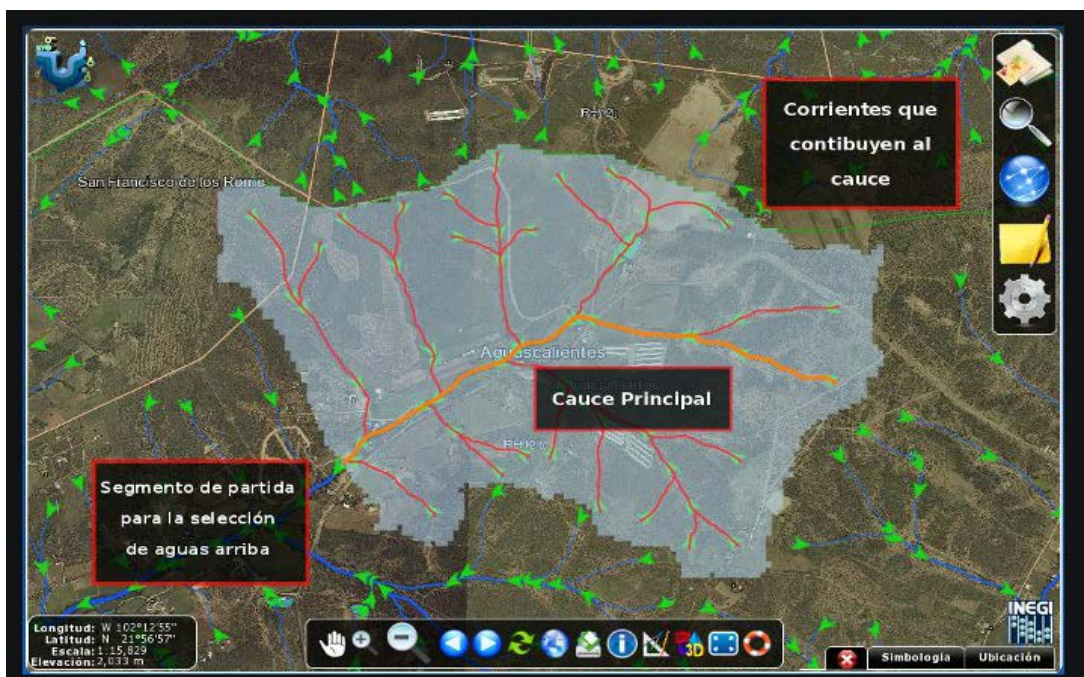 Corrientes que
contibuyen al
cauce
San Francisco de los Romo
Aguascalientes
Cauce Principal
Segmento de partida
para la selección
de aguas arriba
INEGI
Longitud: W 102°12'55"
Latitud: N 21°56'57"
Escala: 1:15,829
Elevación: 2,033 m
3D
Simbología
Ubicación